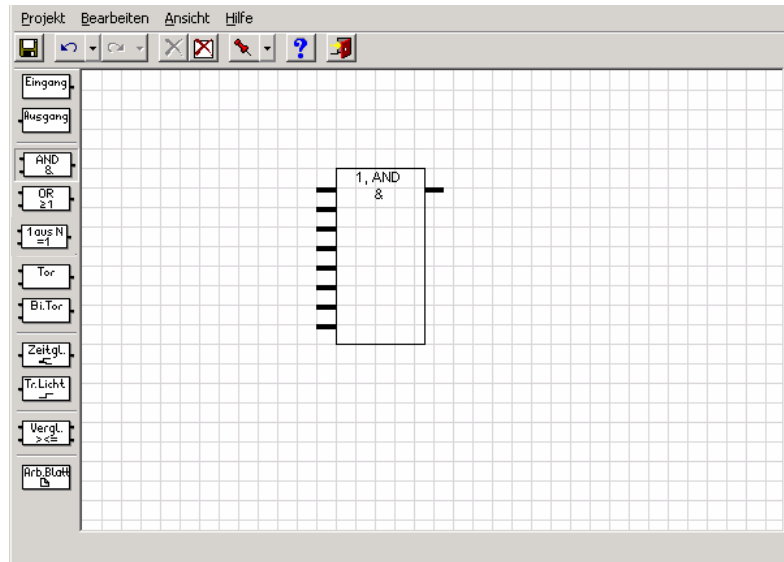 Projekt Bearbeiten Ansicht Hilfe
?
Eingang
Ausgang
AND
&
OR
≥1
1 aus N
=1
Tor
Bi.Tor
Zeitgl.
Tr.Licht
Vergl.
><=
Arb.Blatt
1, AND
&